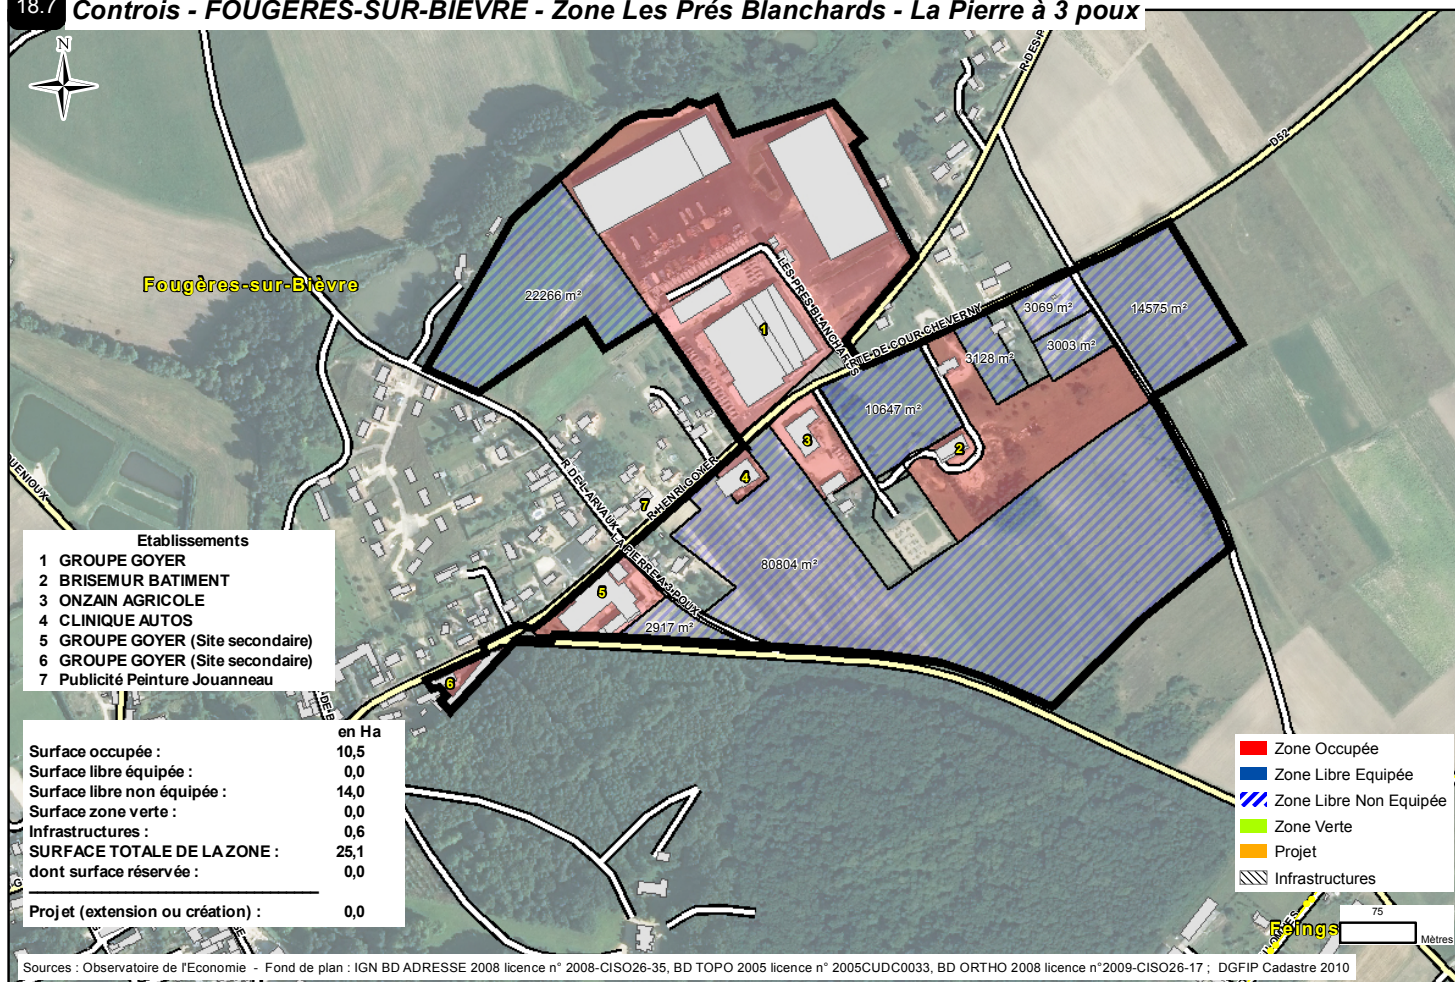 18.7 Controis - FOUGERES-SUR-BIEVRE - Zone Les Prés Blanchards - La Pierre à 3 poux
N
R DES P
D52
Fougères-sur-Bièvre
22266 m²
LES PRES BLANCHARDS
1
RTE DE COUR CHEVERNY
3069 m²
14575 m²
3003 m²
3128 m²
10647 m²
3
2
4
R HENRI GOYER
7
R DE L ARVAUX
LA PIERRE A 3 POUX
80804 m²
5
2917 m²
6
Etablissements
1 GROUPE GOYER
2 BRISEMUR BATIMENT
3 ONZAIN AGRICOLE
4 CLINIQUE AUTOS
5 GROUPE GOYER (Site secondaire)
6 GROUPE GOYER (Site secondaire)
7 Publicité Peinture Jouanneau
en Ha
Surface occupée : 10,5
Surface libre équipée : 0,0
Surface libre non équipée : 14,0
Surface zone verte : 0,0
Infrastructures : 0,6
SURFACE TOTALE DE LA ZONE : 25,1
dont surface réservée : 0,0
Projet (extension ou création) : 0,0
Zone Occupée
Zone Libre Equipée
Zone Libre Non Equipée
Zone Verte
Projet
Infrastructures
Feings
75
Mètres
Sources : Observatoire de l'Economie - Fond de plan : IGN BD ADRESSE 2008 licence n° 2008-CISO26-35, BD TOPO 2005 licence n° 2005CUDC0033, BD ORTHO 2008 licence n°2009-CISO26-17 ; DGFIP Cadastre 2010